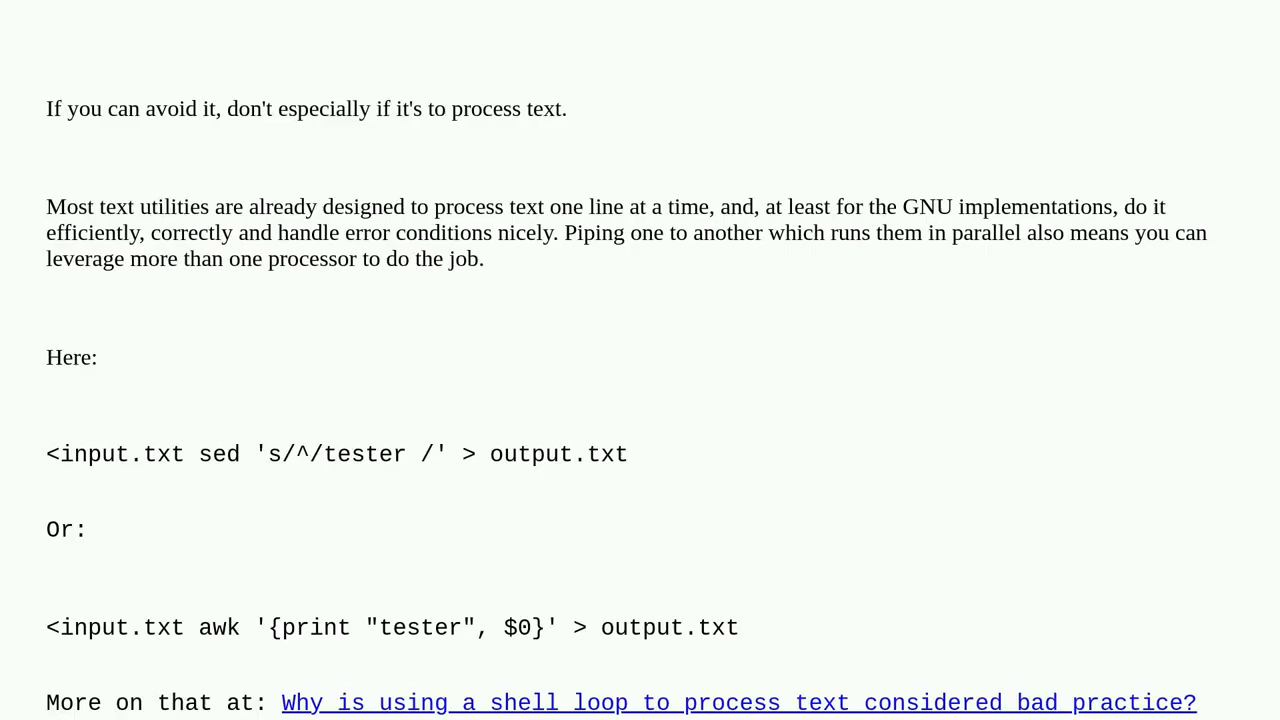 If you can avoid it, don't especially if it's to process text.
Most text utilities are already designed to process text one line at a time, and, at least for the GNU implementations, do it
efficiently, correctly and handle error conditions nicely. Piping one to another which runs them in parallel also means you can
leverage more than one processor to do the job.
Here:
<input.txt sed 's/^/tester /' > output.txt
Or:
<input.txt awk '{print "tester", $0}' > output.txt
More on that at: Why is using a shell loop to process text considered bad practice?